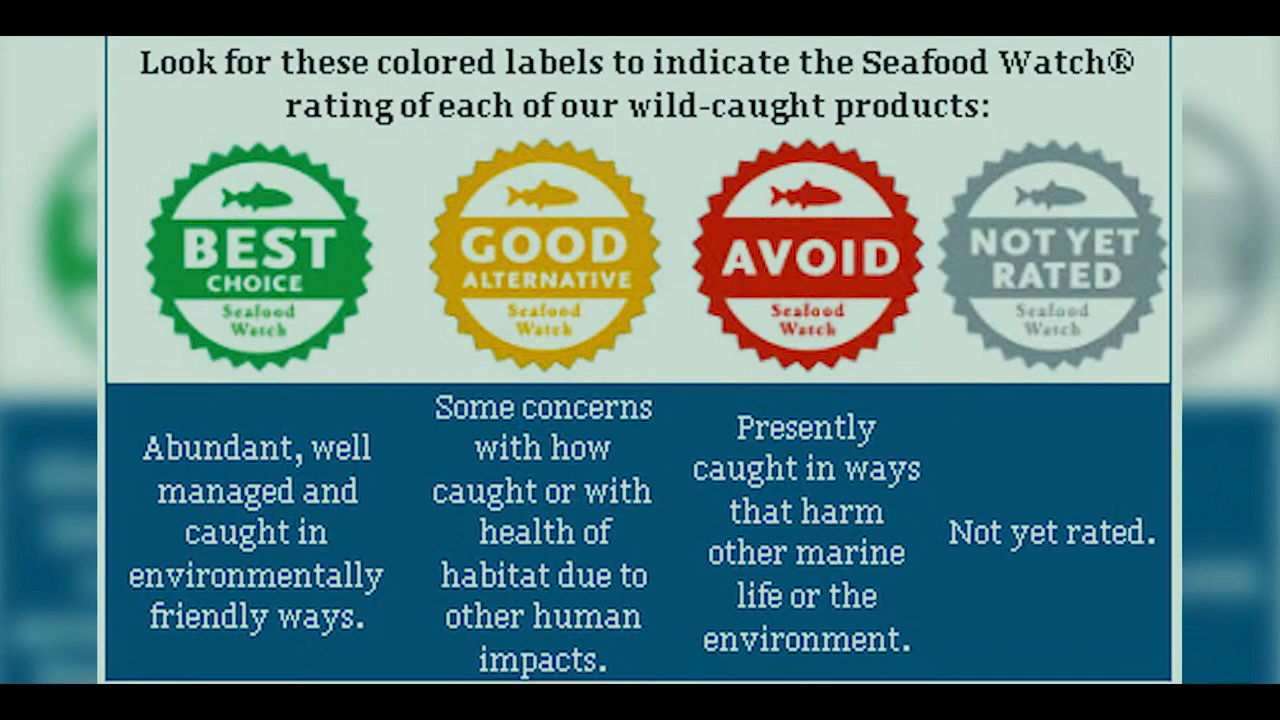 Look for these colored labels to indicate the Seafood Watch®
rating of each of our wild-caught products:
BEST
CHOICE
Seafood
Watch
GOOD
ALTERNATIVE
Seafood
Watch
AVOID
Seafood
Watch
NOT YET
RATED
Seafood
Watch
Abundant, well
managed and
caught in
environmentally
friendly ways.
Some concerns
with how
caught or with
health of
habitat due to
other human
impacts.
Presently
caught in ways
that harm
other marine
life or the
environment.
Not yet rated.